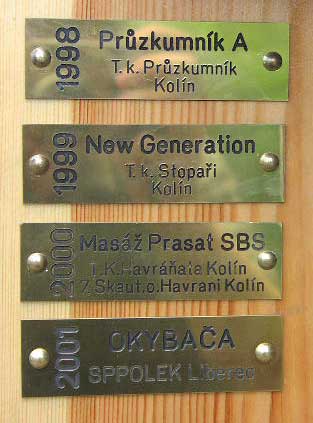 1998
Průzkumník A
T.k. Průzkumník
Kolín
1999
New Generation
T.k. Stopaři
Kolín
2000
Masáž Prasat SBS
T.K.Havráňata Kolín
7.Skaut.o.Havrani Kolín
2001
OKYBAČA
SPPOLEK Liberec